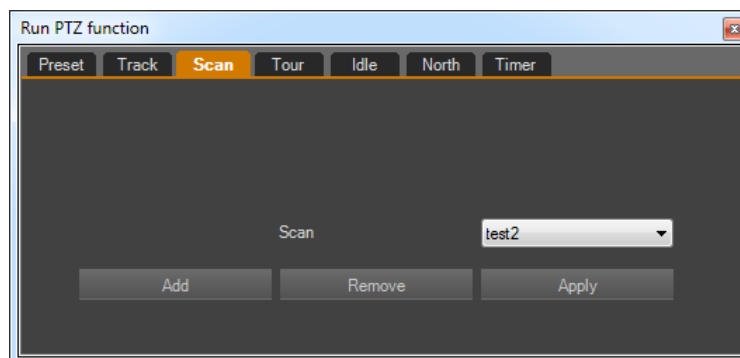 Run PTZ function
Preset Track Scan Tour Idle North Timer
Scan test2
Add Remove Apply